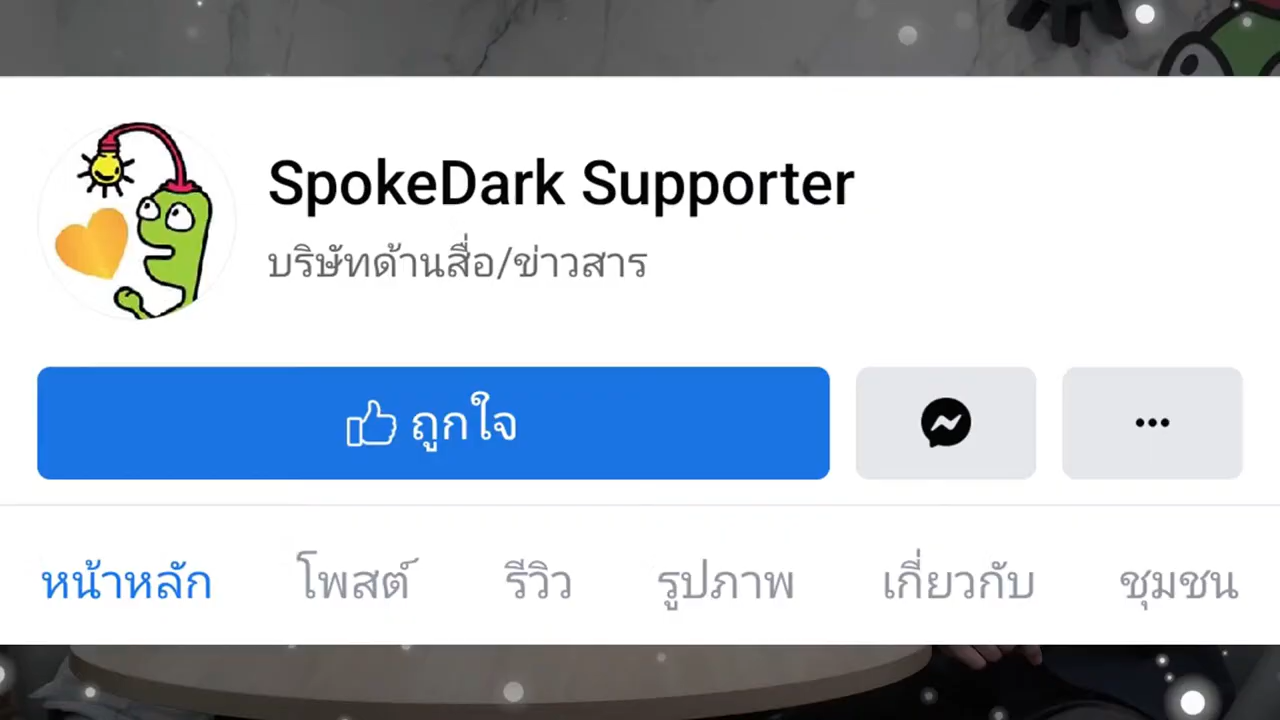 SpokeDark Supporter
บริษัทด้านสื่อ/ข่าวสาร
ถูกใจ
หน้าหลัก โพสต์ รีวิว รูปภาพ เกี่ยวกับ ชุมชน